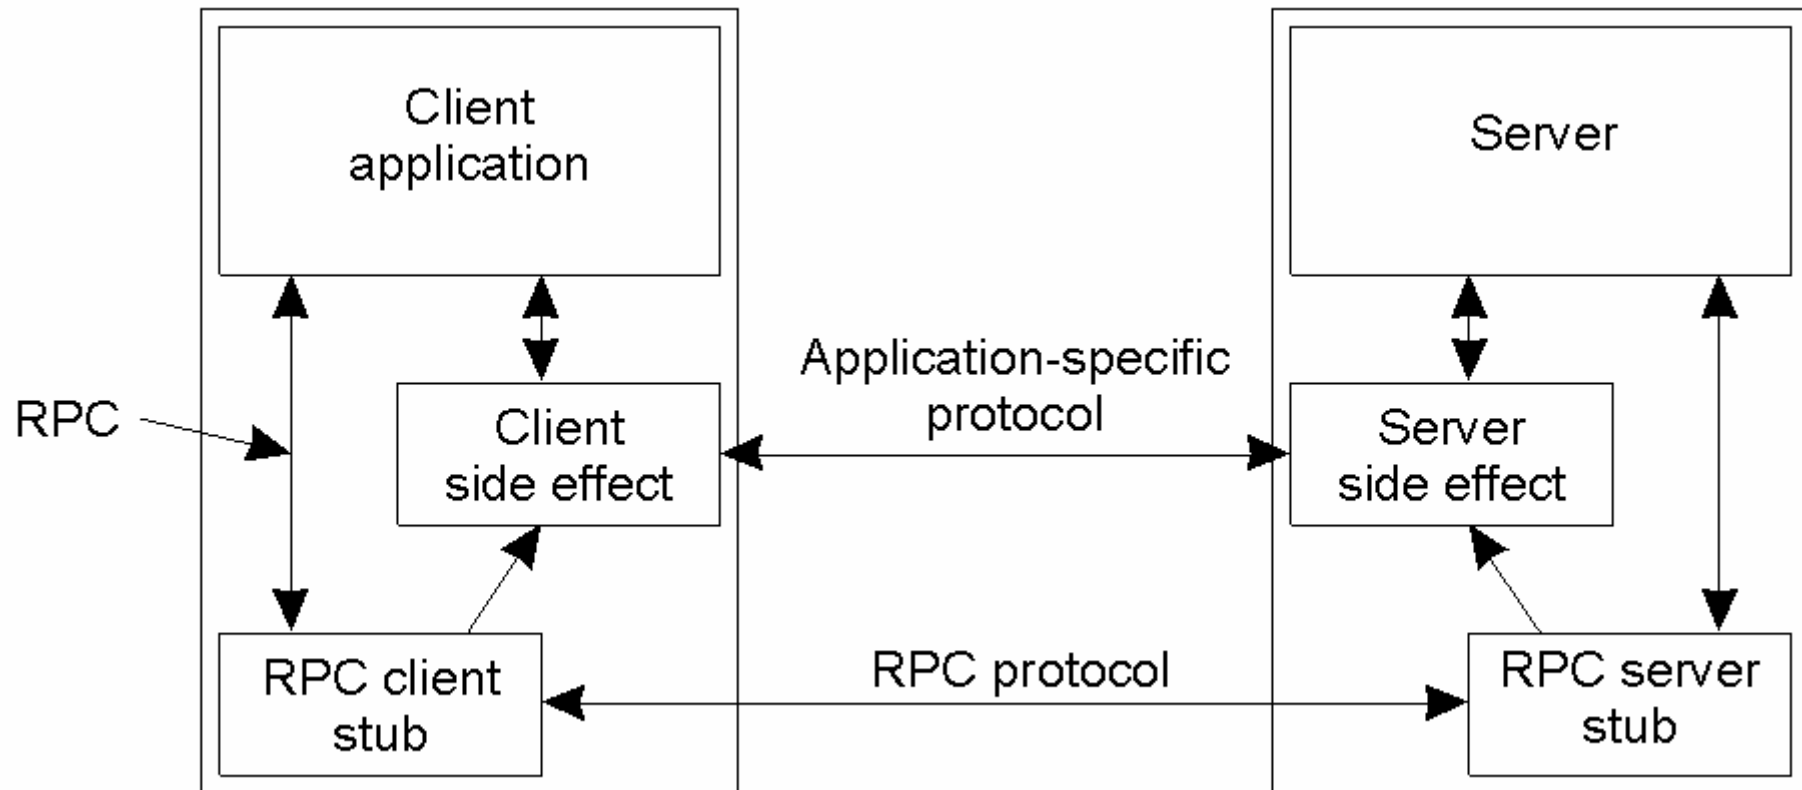 Client
application
Server
Application-specific
protocol
RPC
Client
side effect
Server
side effect
RPC protocol
RPC client
stub
RPC server
stub